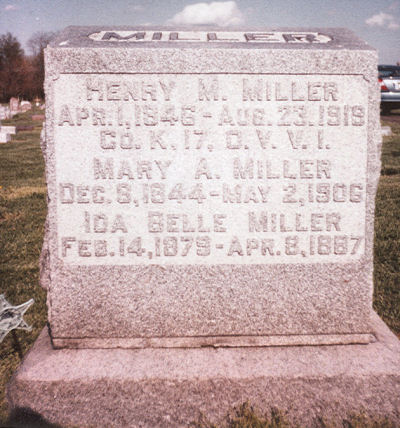 MILLER
HENRY M. MILLER
APR. 1, 1846 - AUG. 23, 1919
CO. K. 17. O. V. V. I.
MARY A. MILLER
DEC. 8, 1844 - MAY 2, 1906
IDA BELLE MILLER
FEB. 14, 1879 - APR. 8, 1887